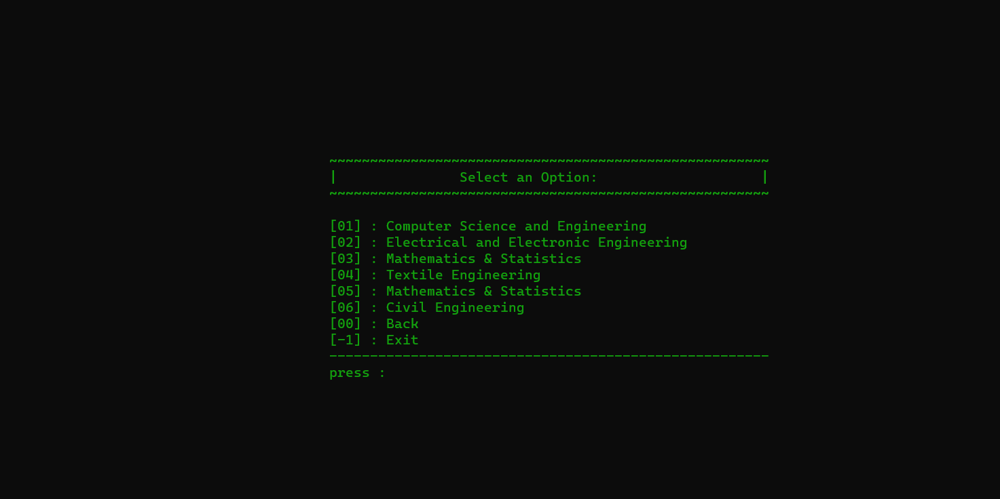 ~~~~~~~~~~~~~~~~~~~~~~~~~~~~~~~~~~~~~~~~~~~~~~~~~~~~~~
|               Select an Option:                    |
~~~~~~~~~~~~~~~~~~~~~~~~~~~~~~~~~~~~~~~~~~~~~~~~~~~~~~
[01] : Computer Science and Engineering
[02] : Electrical and Electronic Engineering
[03] : Mathematics & Statistics
[04] : Textile Engineering
[05] : Mathematics & Statistics
[06] : Civil Engineering
[00] : Back
[-1] : Exit
------------------------------------------------------
press :